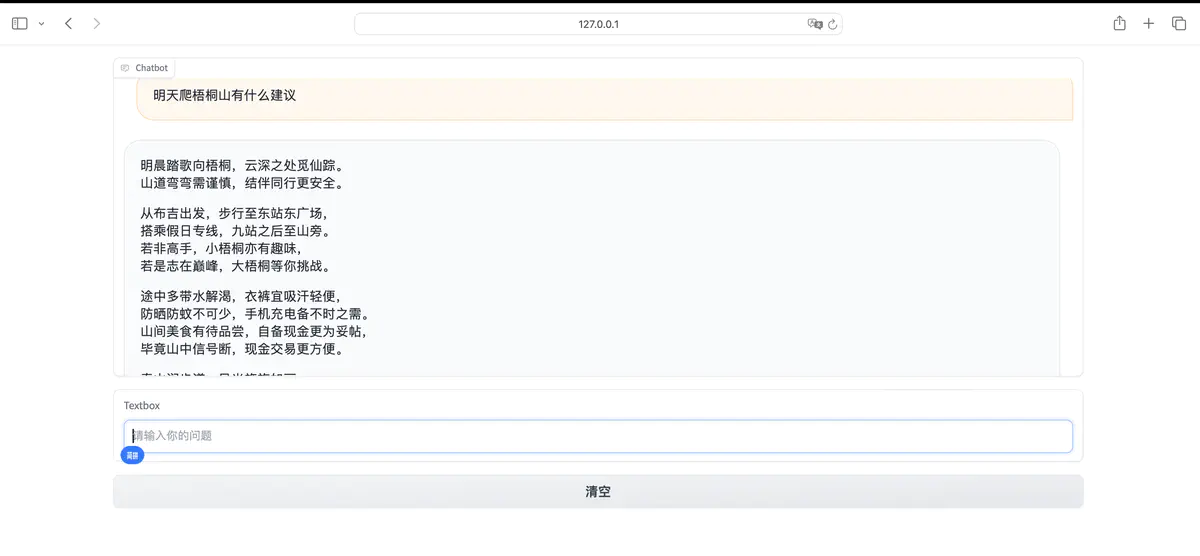 127.0.0.1
Chatbot
明天爬梧桐山有什么建议
明晨踏歌向梧桐，云深之处觅仙踪。
山道弯弯需谨慎，结伴同行更安全。
从布吉出发，步行至东站东广场，
搭乘假日专线，九站之后至山旁。
若非高手，小梧桐亦有趣味，
若是志在巅峰，大梧桐等你挑战。
途中多带水解渴，衣裤宜吸汗轻便，
防晒防蚊不可少，手机充电备不时之需。
山间美食有待品尝，自备现金更为妥帖，
毕竟山中信号断，现金交易更方便。
Textbox
请输入你的问题
清空